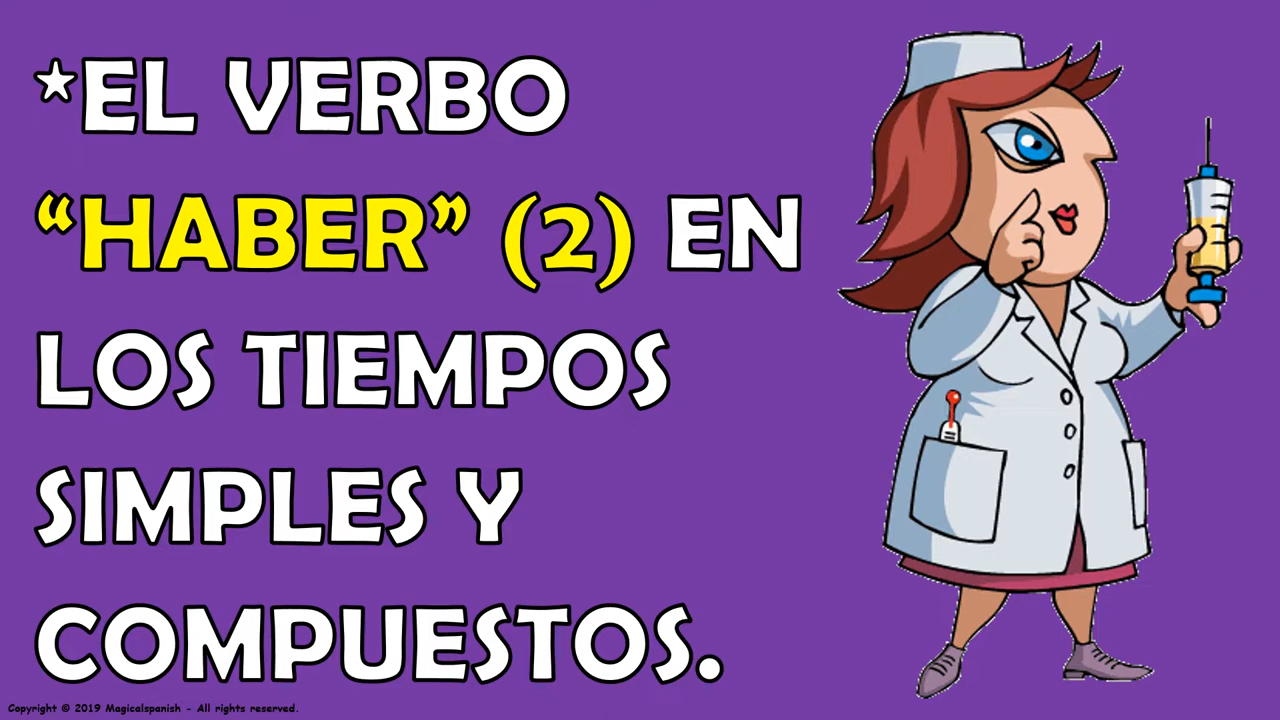 *EL VERBO
“HABER” (2) EN
LOS TIEMPOS
SIMPLES Y
COMPUESTOS.
Copyright © 2019 Magicalspanish - All rights reserved.